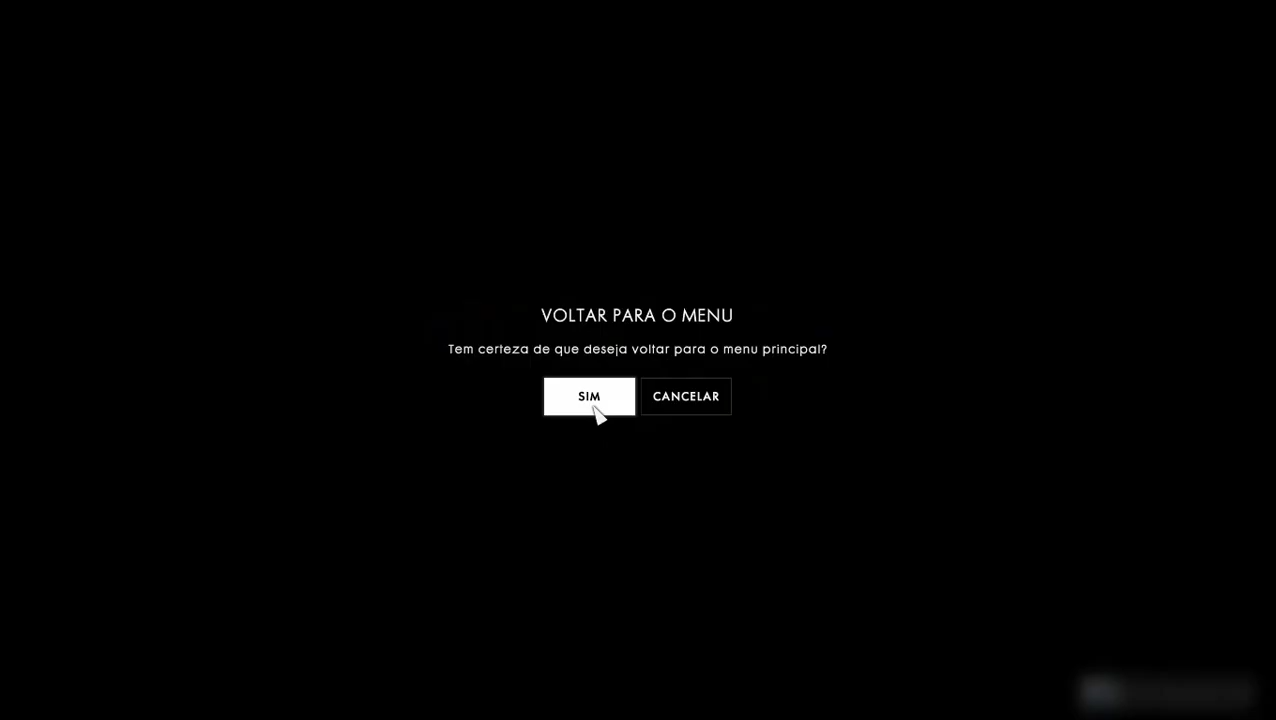 VOLTAR PARA O MENU
Tem certeza de que deseja voltar para o menu principal?
SIM
CANCELAR